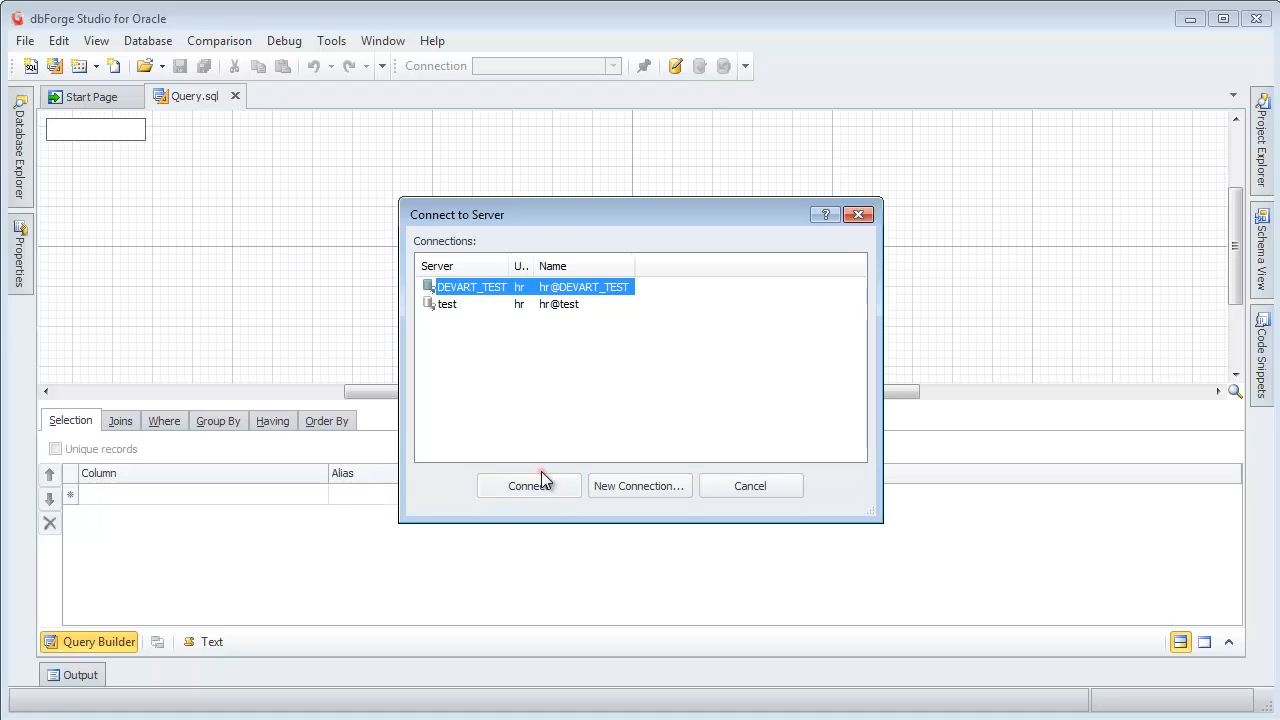 dbForge Studio for Oracle
File Edit View Database Comparison Debug Tools Window Help
Connection
Start Page Query.sql
Database Explorer
Properties
Project Explorer
Schema View
Code Snippets
Connect to Server
Connections:
Server U.. Name
DEVART_TEST hr hr@DEVART_TEST
test hr hr@test
Connect New Connection... Cancel
Selection Joins Where Group By Having Order By
Unique records
Column Alias
Query Builder Text
Output